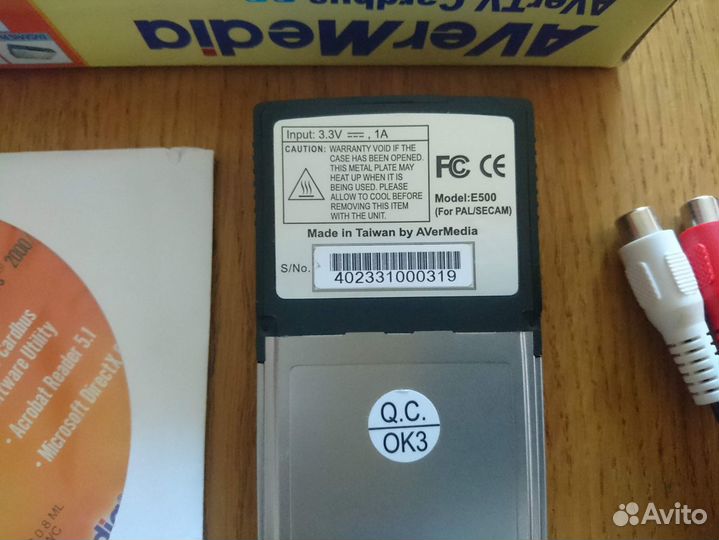 AVerMedia
AVerTV Cardbus
Input: 3.3V ⎓, 1A
CAUTION: WARRANTY VOID IF THE
CASE HAS BEEN OPENED.
THIS METAL PLATE MAY
HEAT UP WHEN IT IS
BEING USED. PLEASE
ALLOW TO COOL BEFORE
REMOVING THIS ITEM
WITH THE UNIT.
FC CE
Model:E500
(For PAL/SECAM)
Made in Taiwan by AVerMedia
S/No.
402331000319
Q.C.
OK3
2000
Cardbus
Software Utility
• Acrobat Reader 5.1
• Microsoft DirectX
Avito